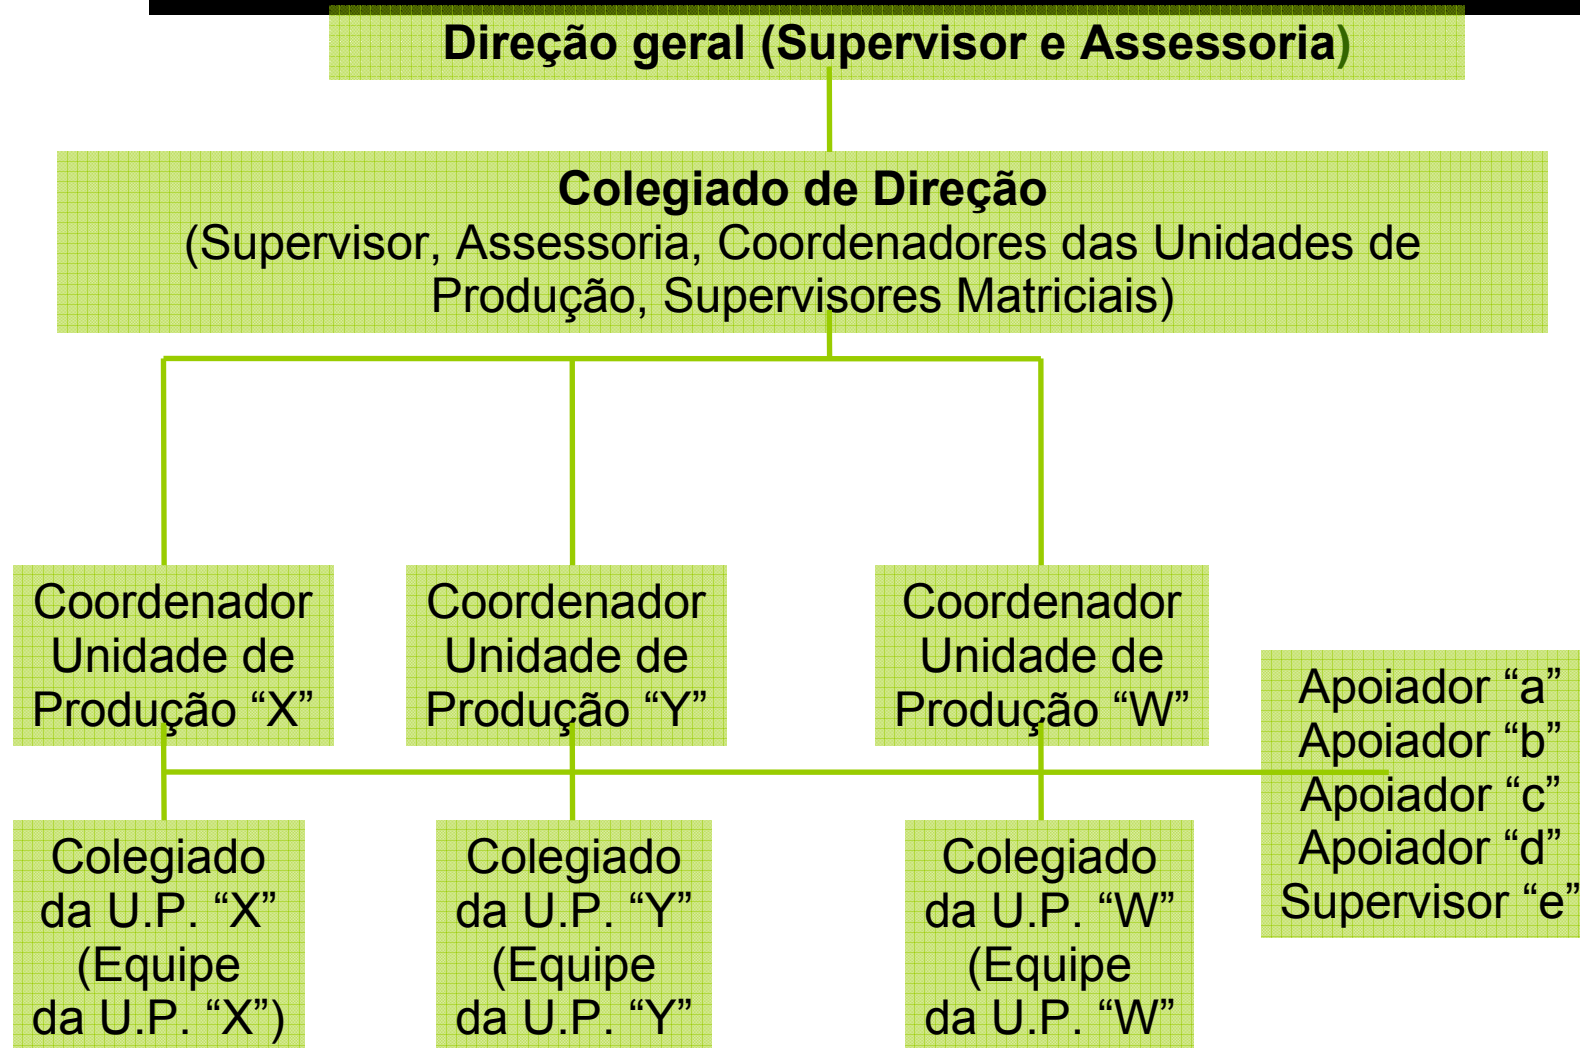 Direção geral (Supervisor e Assessoria)
Colegiado de Direção
(Supervisor, Assessoria, Coordenadores das Unidades de
Produção, Supervisores Matriciais)
Coordenador
Unidade de
Produção “X”
Coordenador
Unidade de
Produção “Y”
Coordenador
Unidade de
Produção “W”
Apoiador “a”
Apoiador “b”
Apoiador “c”
Apoiador “d”
Supervisor “e”
Colegiado
da U.P. “X”
(Equipe
da U.P. “X”)
Colegiado
da U.P. “Y”
(Equipe
da U.P. “Y”
Colegiado
da U.P. “W”
(Equipe
da U.P. “W”